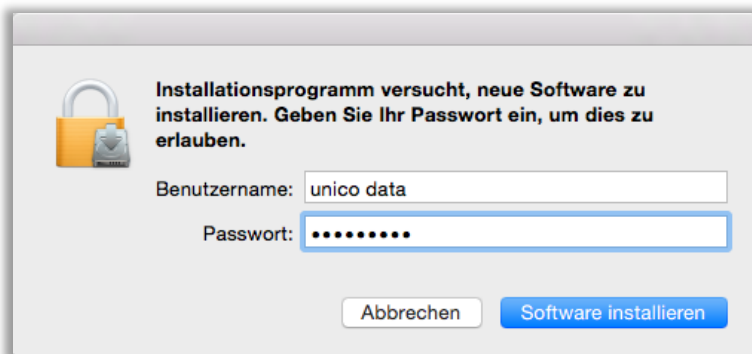 Installationsprogramm versucht, neue Software zu
installieren. Geben Sie Ihr Passwort ein, um dies zu
erlauben.
Benutzername: unico data
Passwort: •••••••••
Abbrechen Software installieren